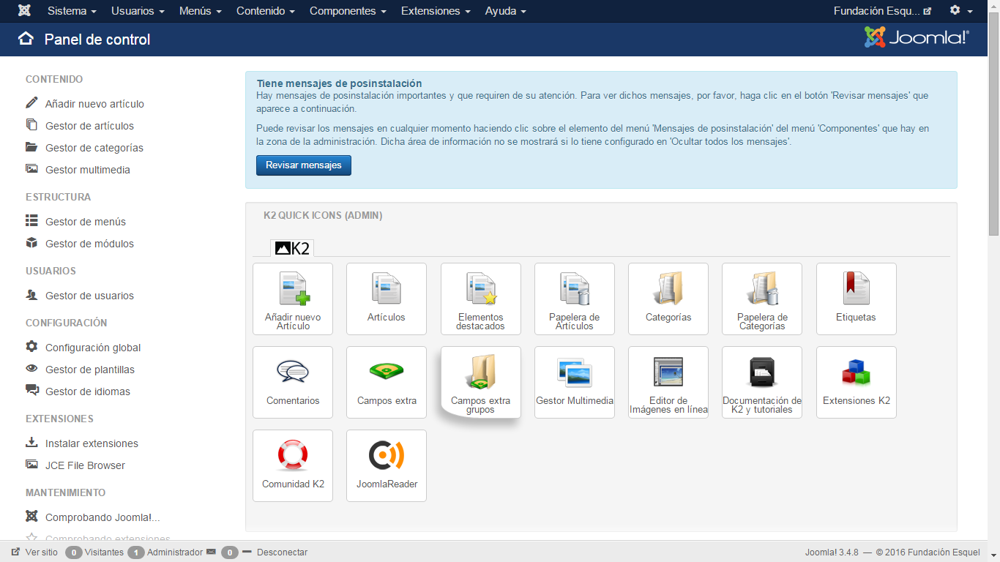 Sistema Usuarios Menús Contenido Componentes Extensiones Ayuda Fundación Esqu...
Panel de control
Joomla!®
CONTENIDO
Añadir nuevo artículo
Gestor de artículos
Gestor de categorías
Gestor multimedia
ESTRUCTURA
Gestor de menús
Gestor de módulos
USUARIOS
Gestor de usuarios
CONFIGURACIÓN
Configuración global
Gestor de plantillas
Gestor de idiomas
EXTENSIONES
Instalar extensiones
JCE File Browser
MANTENIMIENTO
Comprobando Joomla!...
Comprobando extensiones
Tiene mensajes de posinstalación
Hay mensajes de posinstalación importantes y que requiren de su atención. Para ver dichos mensajes, por favor, haga clic en el botón 'Revisar mensajes' que
aparece a continuación.
Puede revisar los mensajes en cualquier momento haciendo clic sobre el elemento del menú 'Mensajes de posinstalación' del menú 'Componentes' que hay en
la zona de la administración. Dicha área de información no se mostrará si lo tiene configurado en 'Ocultar todos los mensajes'.
Revisar mensajes
K2 QUICK ICONS (ADMIN)
K2
Añadir nuevo
Artículo
Artículos
Elementos
destacados
Papelera de
Artículos
Categorías
Papelera de
Categorías
Etiquetas
Comentarios
Campos extra
Campos extra
grupos
Gestor Multimedia
Editor de
Imágenes en línea
Documentación de
K2 y tutoriales
Extensiones K2
Comunidad K2
JoomlaReader
Ver sitio 0 Visitantes 1 Administrador 0 Desconectar
Joomla! 3.4.8 — © 2016 Fundación Esquel